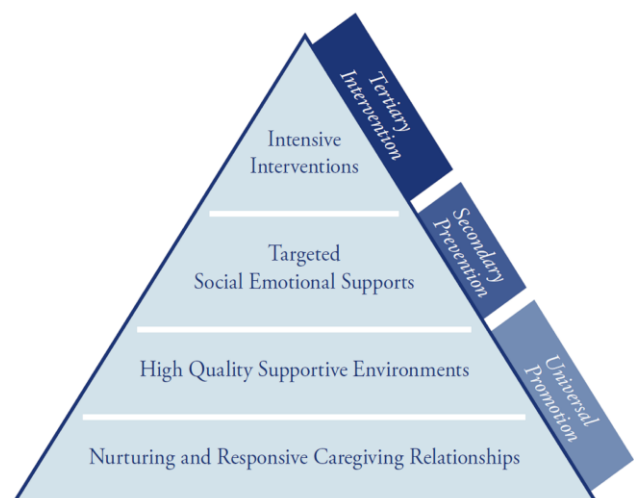 Tertiary
Intervention
Intensive
Interventions
Secondary
Prevention
Targeted
Social Emotional Supports
Universal
Promotion
High Quality Supportive Environments
Nurturing and Responsive Caregiving Relationships